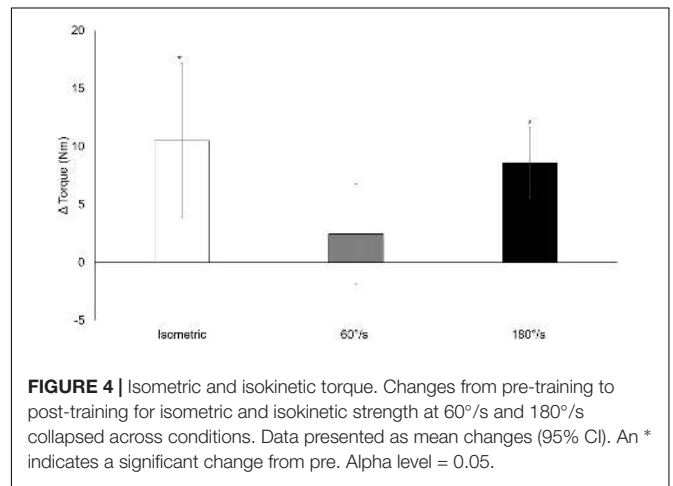 20
*
15
*
10
5
0
-5
Δ Torque (Nm)
Isometric
60°/s
180°/s
FIGURE 4 | Isometric and isokinetic torque. Changes from pre-training to
post-training for isometric and isokinetic strength at 60°/s and 180°/s
collapsed across conditions. Data presented as mean changes (95% CI). An *
indicates a significant change from pre. Alpha level = 0.05.